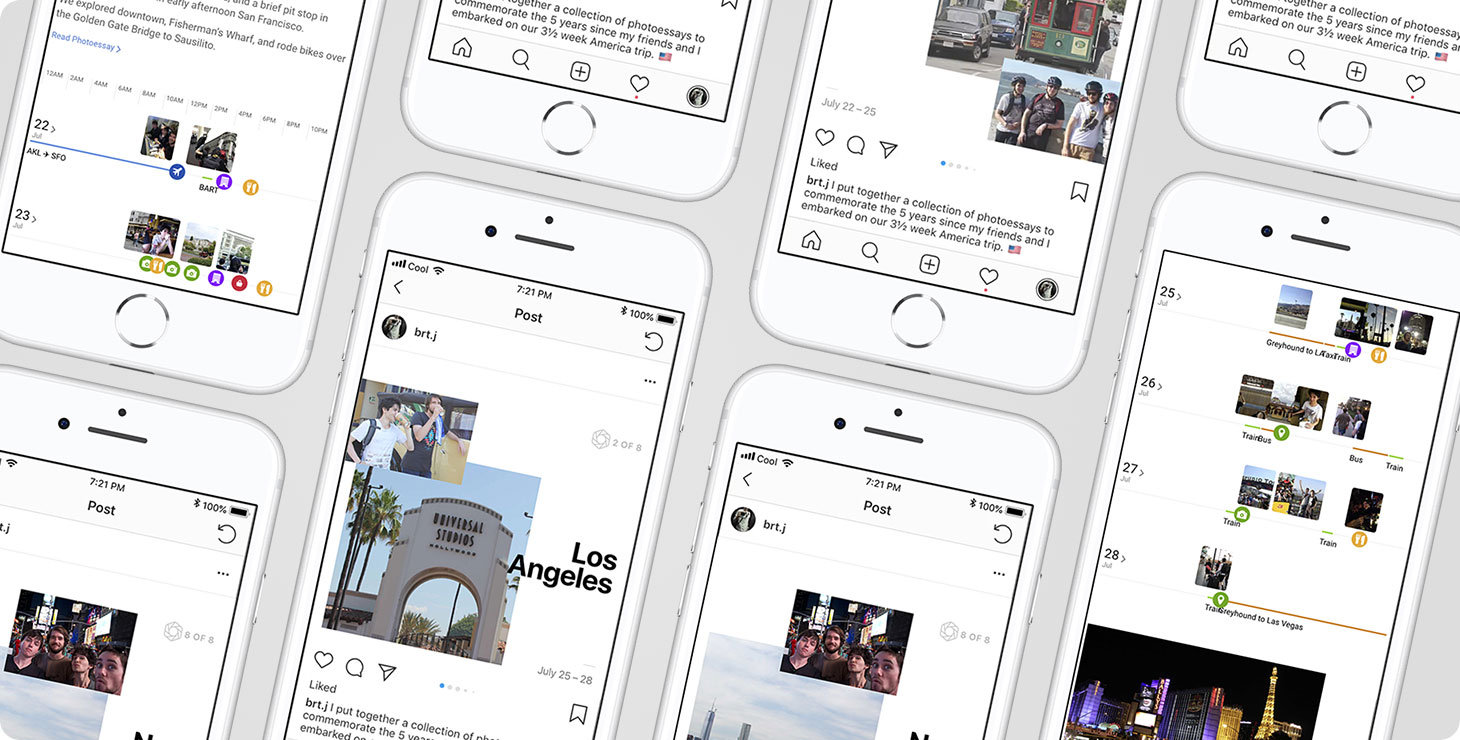 and a brief pit stop in
early afternoon San Francisco.
We explored downtown, Fisherman's Wharf, and rode bikes over
the Golden Gate Bridge to Sausilito.
Read Photoessay
12AM 2AM 4AM 6AM 8AM 10AM 12PM 2PM 4PM 6PM 8PM 10PM
22
Jul
AKL → SFO
BART
23
Jul
7:21 PM
100%
Post
8 OF 8
put together a collection of photoessays to
commemorate the 5 years since my friends and I
embarked on our 3½ week America trip. 🇺🇸
Cool
7:21 PM
100%
Post
brt.j
2 OF 8
UNIVERSAL
STUDIOS
HOLLYWOOD
Los
Angeles
July 25 – 28
Liked
brt.j I put together a collection of photoessays to
commemorate the 5 years since my friends
July 22 – 25
Liked
brt.j I put together a collection of photoessays to
commemorate the 5 years since my friends and I
embarked on our 3½ week America trip. 🇺🇸
Cool
7:21 PM
100%
Post
brt.j
8 OF 8
commemorate the 5 years since my friends and I
embarked on our 3½ week America trip. 🇺🇸
25
Jul
Greyhound to LA
Taxi
Train
26
Jul
Train
Bus
Bus
Train
27
Jul
Train
Train
28
Jul
Greyhound to Las Vegas